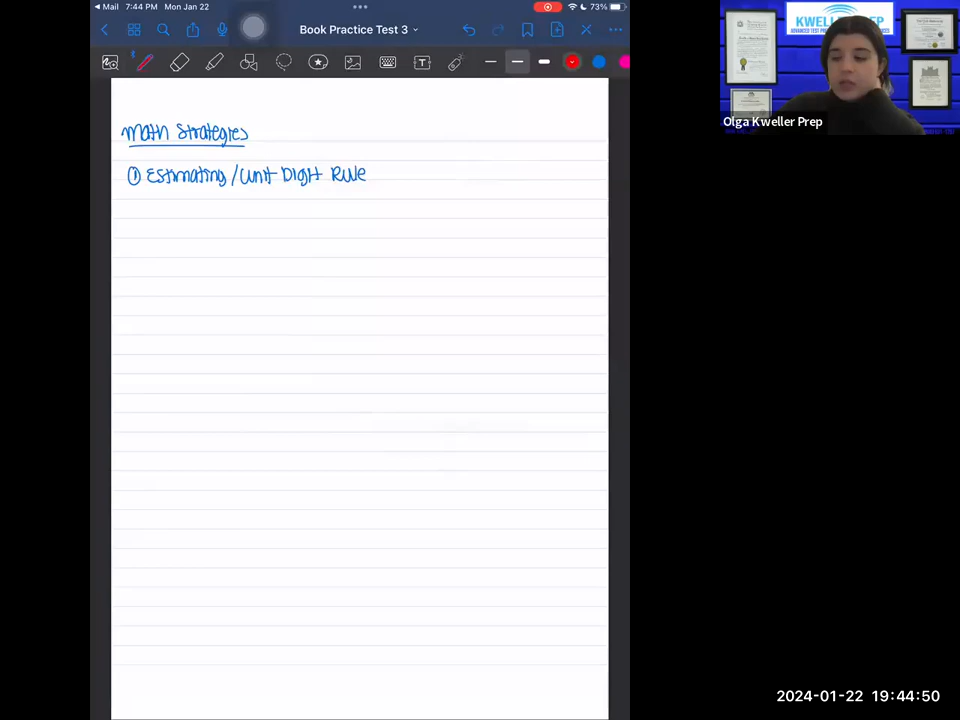 Mail 7:44 PM Mon Jan 22
73%
Book Practice Test 3
Math Strategies
① Estimating / Unit Digit Rule
KWELLER PREP
Olga Kweller Prep
2024-01-22 19:44:50